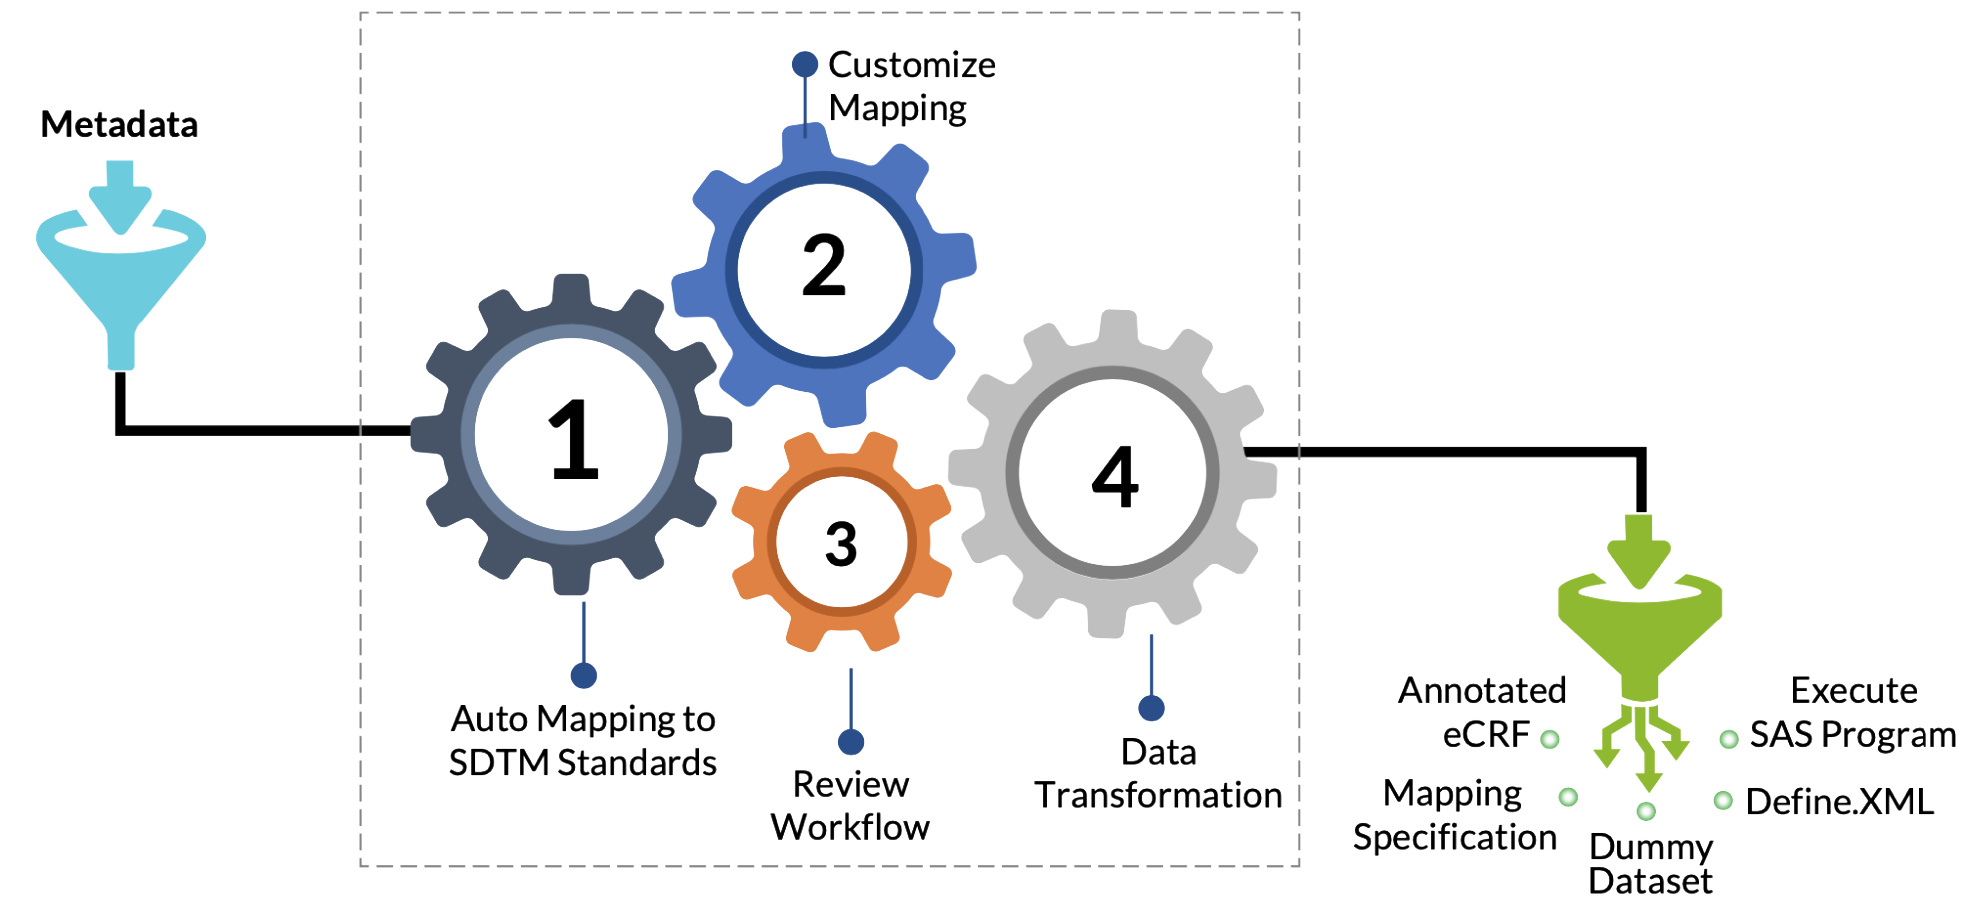 Metadata
Customize
Mapping
2
1
3
4
Auto Mapping to
SDTM Standards
Review
Workflow
Data
Transformation
Annotated
eCRF
Execute
SAS Program
Mapping
Specification
Define.XML
Dummy
Dataset